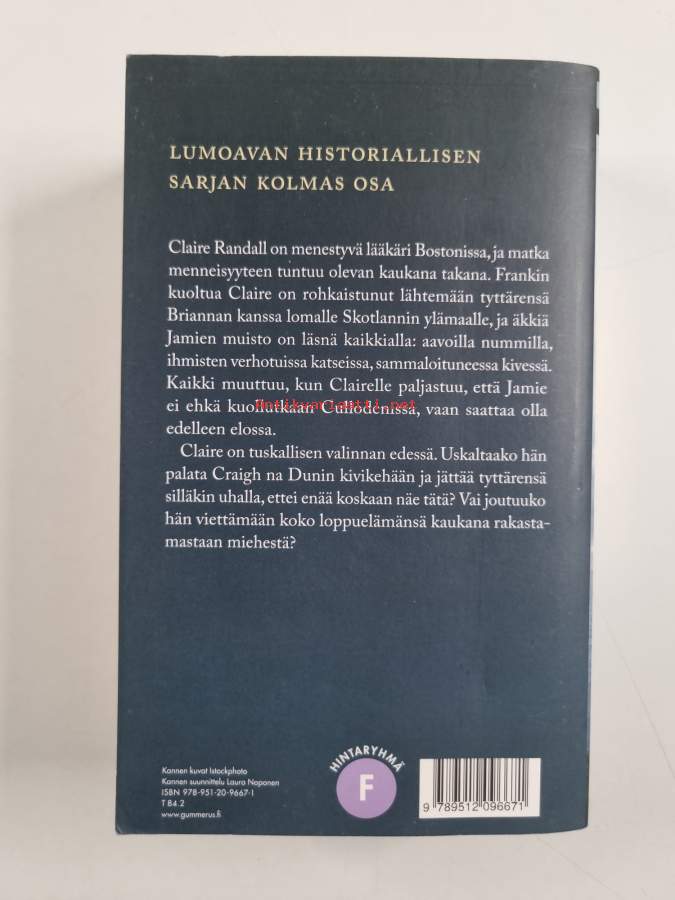 LUMOAVAN HISTORIALLISEN
SARJAN KOLMAS OSA
Claire Randall on menestyvä lääkäri Bostonissa, ja matka
menneisyyteen tuntuu olevan kaukana takana. Frankin
kuoltua Claire on rohkaistunut lähtemään tyttärensä
Briannan kanssa lomalle Skotlannin ylämaalle, ja äkkiä
Jamien muisto on läsnä kaikkialla: aavoilla nummilla,
ihmisten verhotuissa katseissa, sammaloituneessa kivessä.
Kaikki muuttuu, kun Clairelle paljastuu, että Jamie
ei ehkä kuollutkaan Cullodenissa, vaan saattaa olla
Antikvariaatti.net
edelleen elossa.
Claire on tuskallisen valinnan edessä. Uskaltaako hän
palata Craigh na Dunin kivikehään ja jättää tyttärensä
silläkin uhalla, ettei enää koskaan näe tätä? Vai joutuuko
hän viettämään koko loppuelämänsä kaukana rakasta-
mastaan miehestä?
Kannen kuvat Istockphoto
Kannen suunnittelu Laura Noponen
ISBN 978-951-20-9667-1
T 84.2
www.gummerus.fi
HINTARYHMÄ
F
9 789512 096671